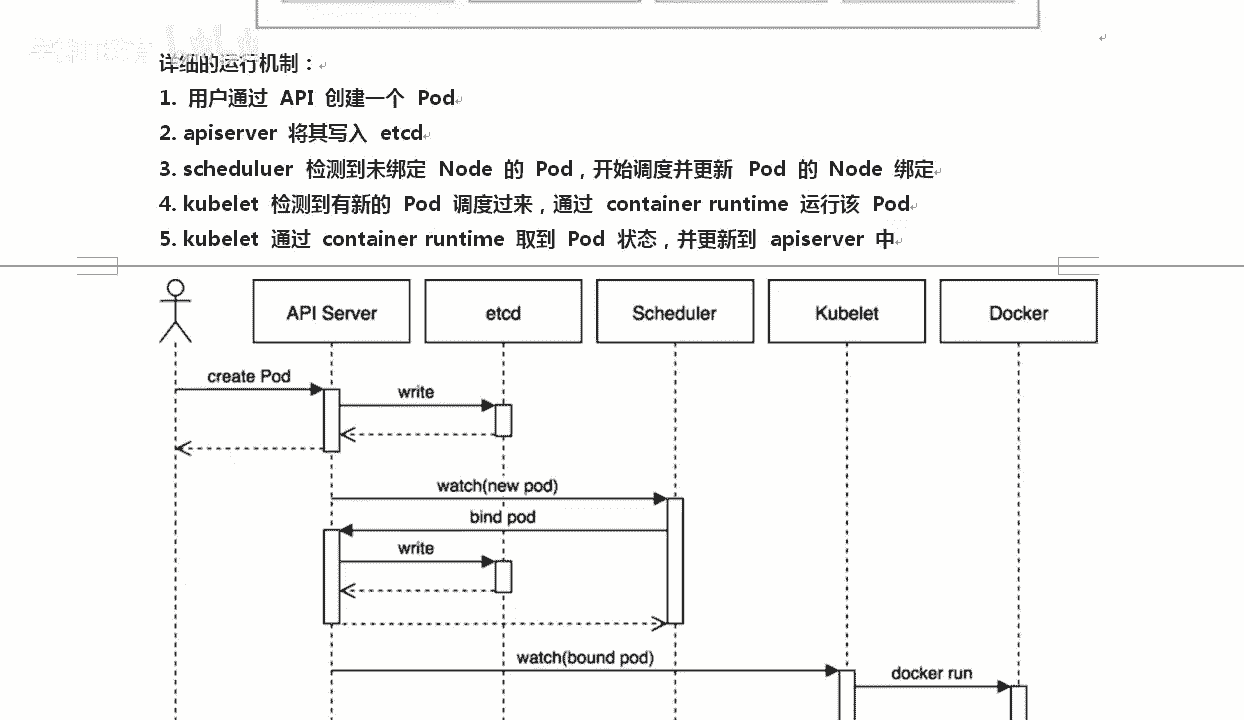 详细的运行机制：
1. 用户通过 API 创建一个 Pod
2. apiserver 将其写入 etcd
3. scheduluer 检测到未绑定 Node 的 Pod，开始调度并更新 Pod 的 Node 绑定
4. kubelet 检测到有新的 Pod 调度过来，通过 container runtime 运行该 Pod
5. kubelet 通过 container runtime 取到 Pod 状态，并更新到 apiserver 中
API Server etcd Scheduler Kubelet Docker
create Pod
write
watch(new pod)
bind pod
write
watch(bound pod)
docker run